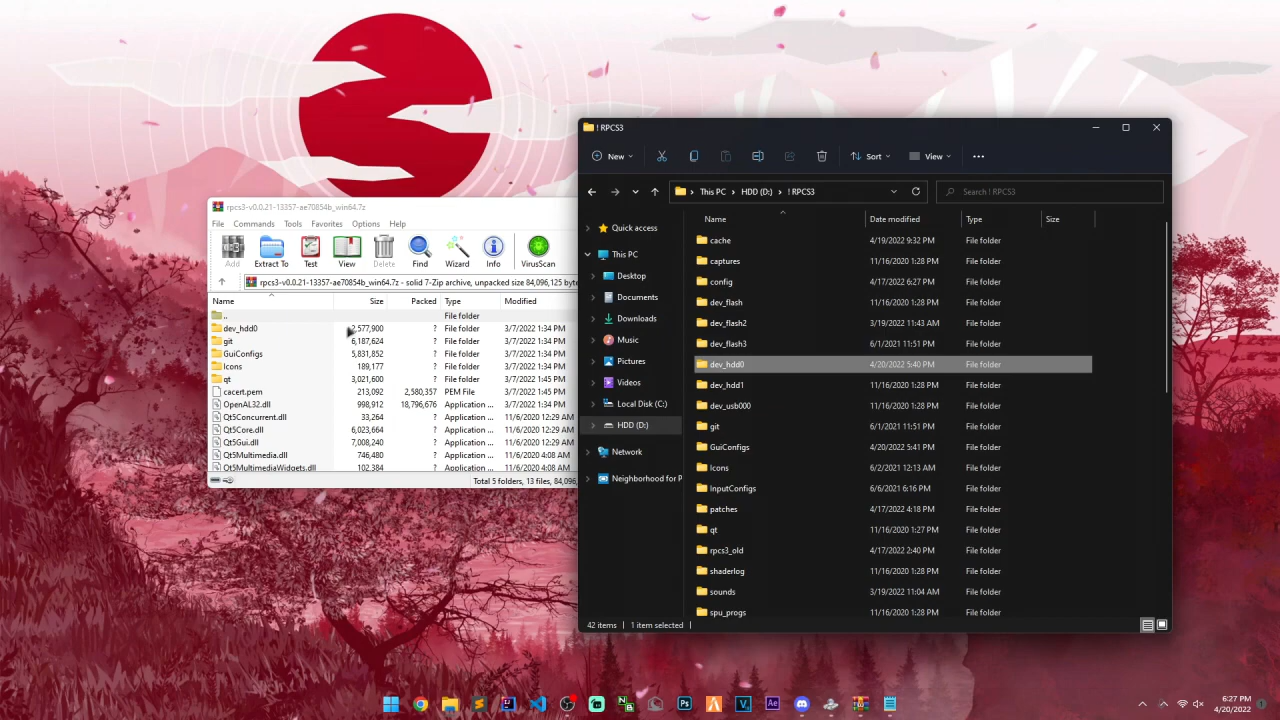 rpcs3-v0.0.21-13357-ae70854b_win64.7z
File Commands Tools Favorites Options Help
Add Extract To Test View Delete Find Wizard Info VirusScan
rpcs3-v0.0.21-13357-ae70854b_win64.7z - solid 7-Zip archive, unpacked size 84,096,125 byte
Name Size Packed Type Modified
.. File folder
dev_hdd0 2,577,900 ? File folder 3/7/2022 1:34 PM
git 6,187,624 ? File folder 3/7/2022 1:34 PM
GuiConfigs 5,831,852 ? File folder 3/7/2022 1:34 PM
Icons 189,177 ? File folder 3/7/2022 1:34 PM
qt 3,021,600 ? File folder 3/7/2022 1:45 PM
cacert.pem 213,092 2,580,357 PEM File 3/7/2022 1:45 PM
OpenAL32.dll 998,912 18,796,676 Application ... 3/7/2022 1:34 PM
Qt5Concurrent.dll 33,264 ? Application ... 11/6/2020 12:29 AM
Qt5Core.dll 6,023,664 ? Application ... 11/6/2020 12:29 AM
Qt5Gui.dll 7,008,240 ? Application ... 11/6/2020 12:29 AM
Qt5Multimedia.dll 746,480 ? Application ... 11/6/2020 4:08 AM
Qt5MultimediaWidgets.dll 102,384 ? Application ... 11/6/2020 4:08 AM
Total 5 folders, 13 files, 84,096,
! RPCS3
New Sort View
This PC > HDD (D:) > ! RPCS3 Search ! RPCS3
Quick access
This PC
Desktop
Documents
Downloads
Music
Pictures
Videos
Local Disk (C:)
HDD (D:)
Network
Neighborhood for P
Name Date modified Type Size
cache 4/19/2022 9:32 PM File folder
captures 11/16/2020 1:28 PM File folder
config 4/17/2022 6:27 PM File folder
dev_flash 11/16/2020 1:28 PM File folder
dev_flash2 3/19/2022 11:43 AM File folder
dev_flash3 6/1/2021 11:51 PM File folder
dev_hdd0 4/20/2022 5:40 PM File folder
dev_hdd1 11/16/2020 1:28 PM File folder
dev_usb000 11/16/2020 1:28 PM File folder
git 6/1/2021 11:51 PM File folder
GuiConfigs 4/20/2022 5:41 PM File folder
Icons 6/2/2021 12:13 AM File folder
InputConfigs 6/6/2021 6:16 PM File folder
patches 4/17/2022 4:18 PM File folder
qt 11/16/2020 1:27 PM File folder
rpcs3_old 4/17/2022 2:40 PM File folder
shaderlog 11/16/2020 1:28 PM File folder
sounds 3/19/2022 11:04 AM File folder
spu_progs 11/16/2020 1:28 PM File folder
42 items 1 item selected
Ps
V
Ae
6:27 PM
4/20/2022